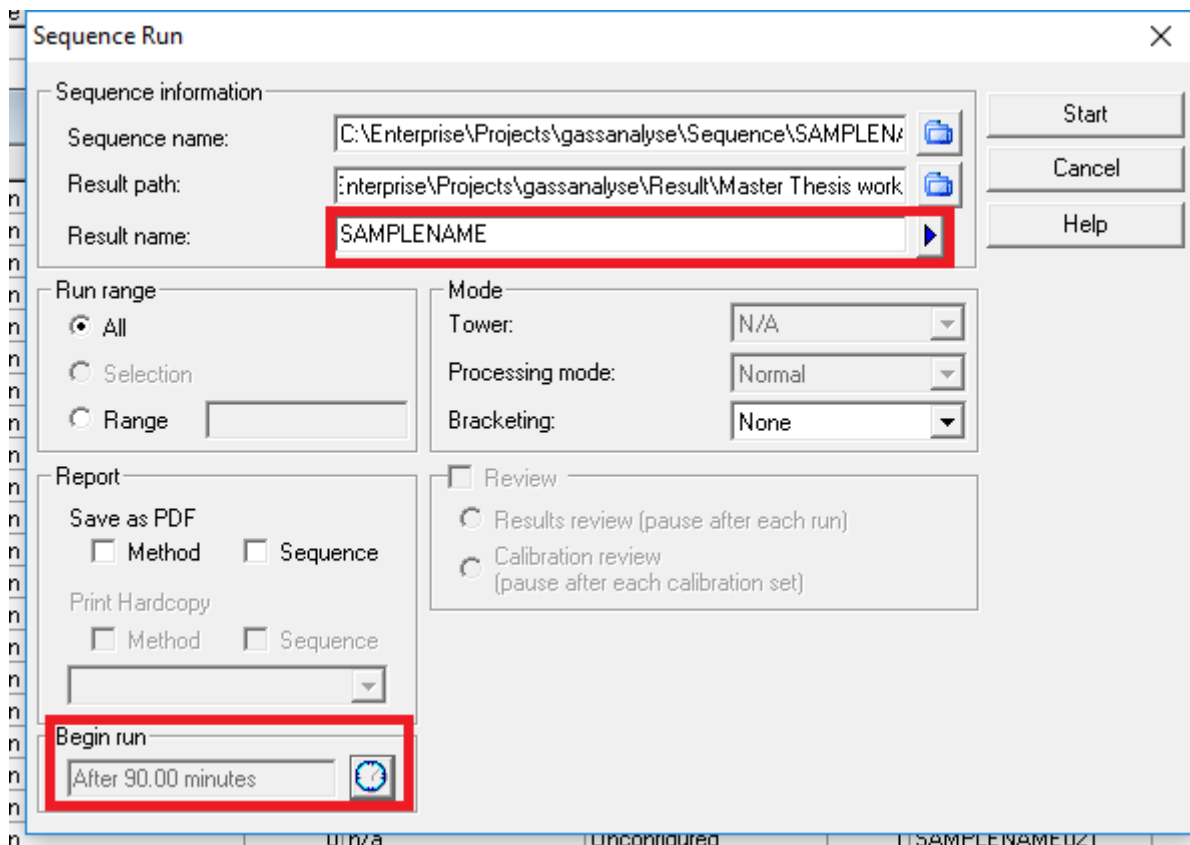 Sequence Run
Sequence information
Sequence name: C:\Enterprise\Projects\gassanalyse\Sequence\SAMPLENA
Start
Result path: Enterprise\Projects\gassanalyse\Result\Master Thesis work
Cancel
Result name: SAMPLENAME
Help
Run range
All
Selection
Range
Mode
Tower: N/A
Processing mode: Normal
Bracketing: None
Report
Save as PDF
Method Sequence
Print Hardcopy
Method Sequence
Review
Results review (pause after each run)
Calibration review
(pause after each calibration set)
Begin run
After 90.00 minutes
0 n/a Unconfigured SAMPLENAME02